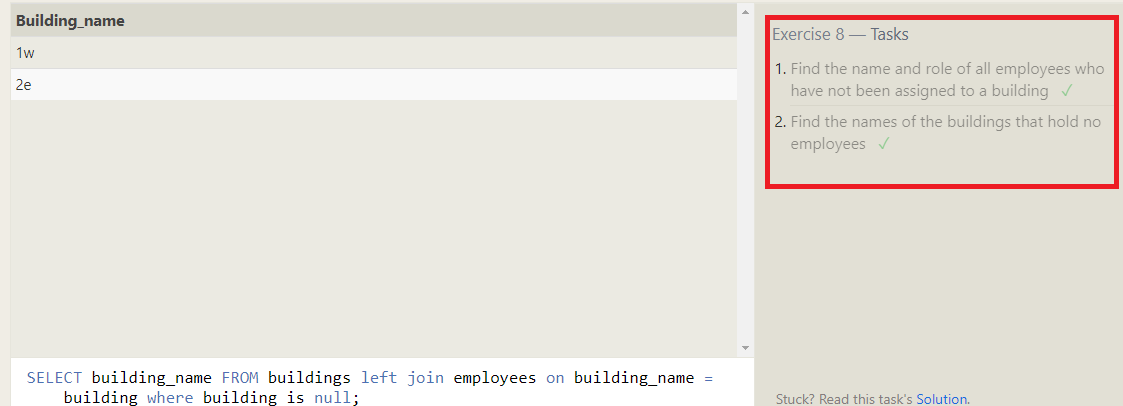 Building_name
1w
2e
SELECT building_name FROM buildings left join employees on building_name =
building where building is null;
Exercise 8 — Tasks
1. Find the name and role of all employees who
have not been assigned to a building ✓
2. Find the names of the buildings that hold no
employees ✓
Stuck? Read this task's Solution.